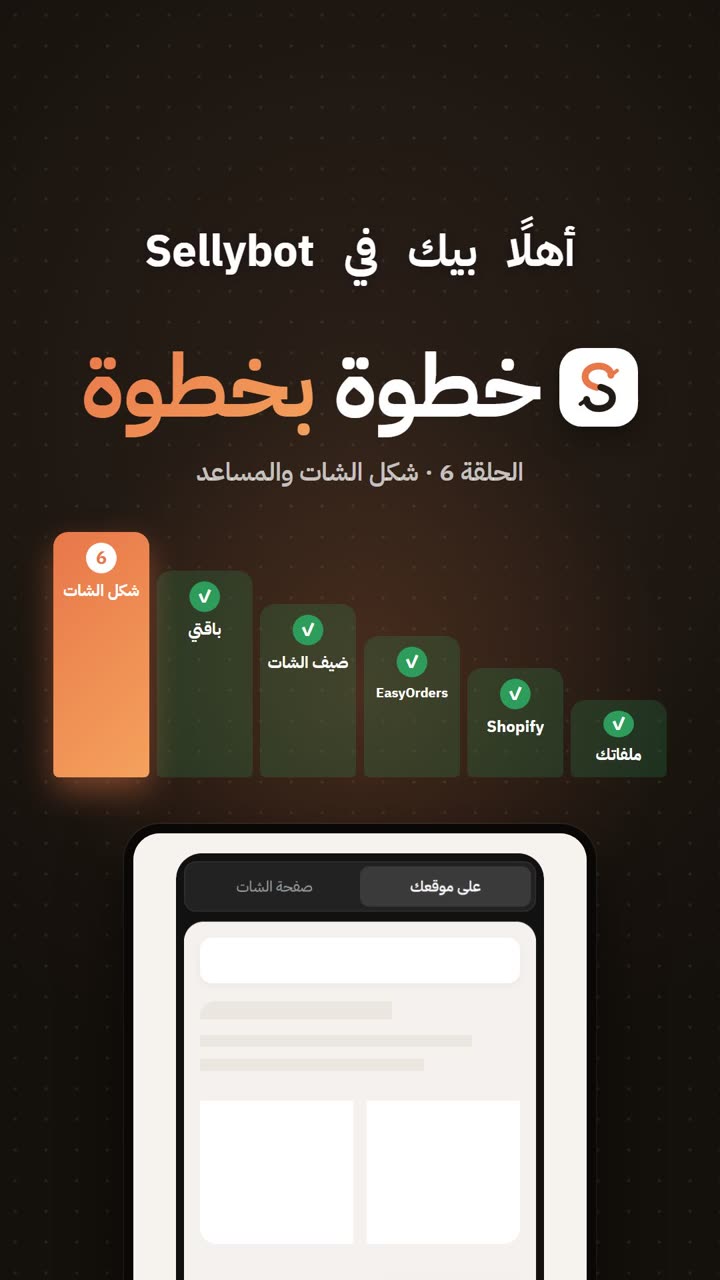 أهلًا بيك في Sellybot
خطوة بخطوة
الحلقة 6 · شكل الشات والمساعد
ملفاتك
Shopify
EasyOrders
ضيف الشات
باقتي
6
شكل الشات
على موقعك
صفحة الشات